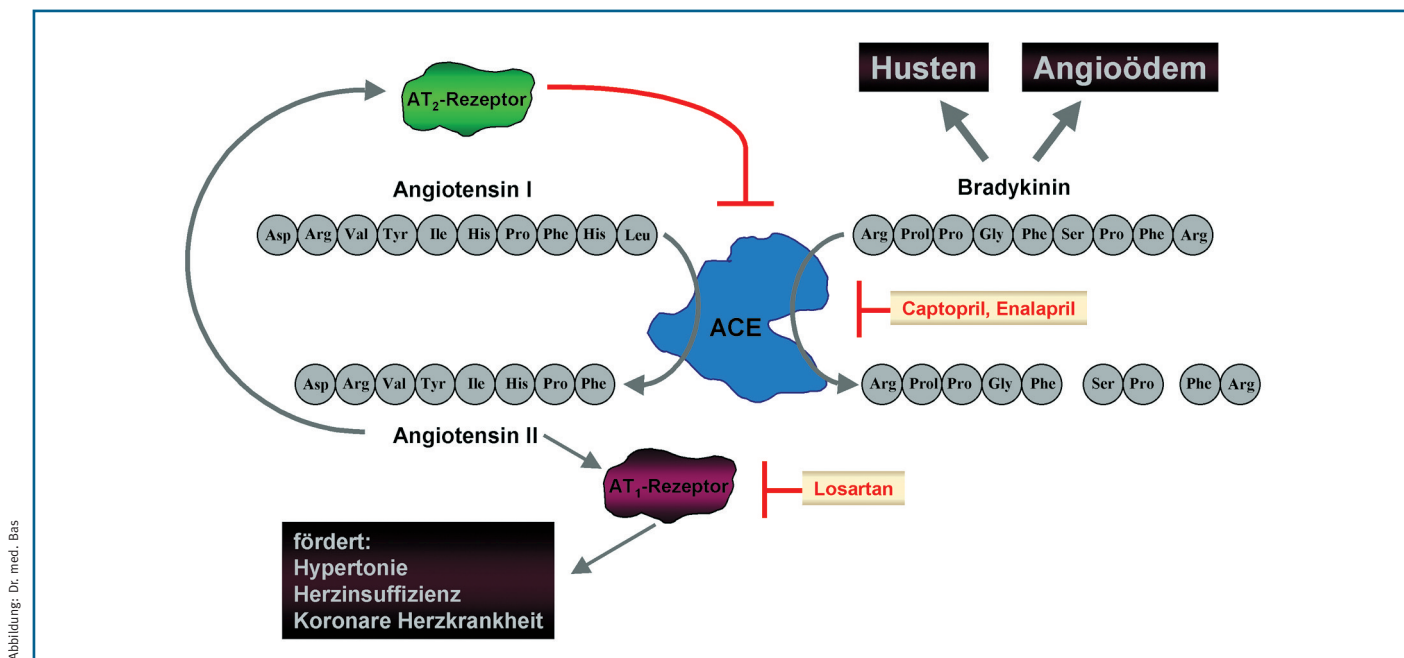 Husten
Angioödem
AT2-Rezeptor
Angiotensin I
Bradykinin
Asp Arg Val Tyr Ile His Pro Phe His Leu
Arg Prol Pro Gly Phe Ser Pro Phe Arg
ACE
Captopril, Enalapril
Asp Arg Val Tyr Ile His Pro Phe
Arg Prol Pro Gly Phe Ser Pro Phe Arg
Angiotensin II
AT1-Rezeptor
Losartan
fördert:
Hypertonie
Herzinsuffizienz
Koronare Herzkrankheit
Abbildung: Dr. med. Bas